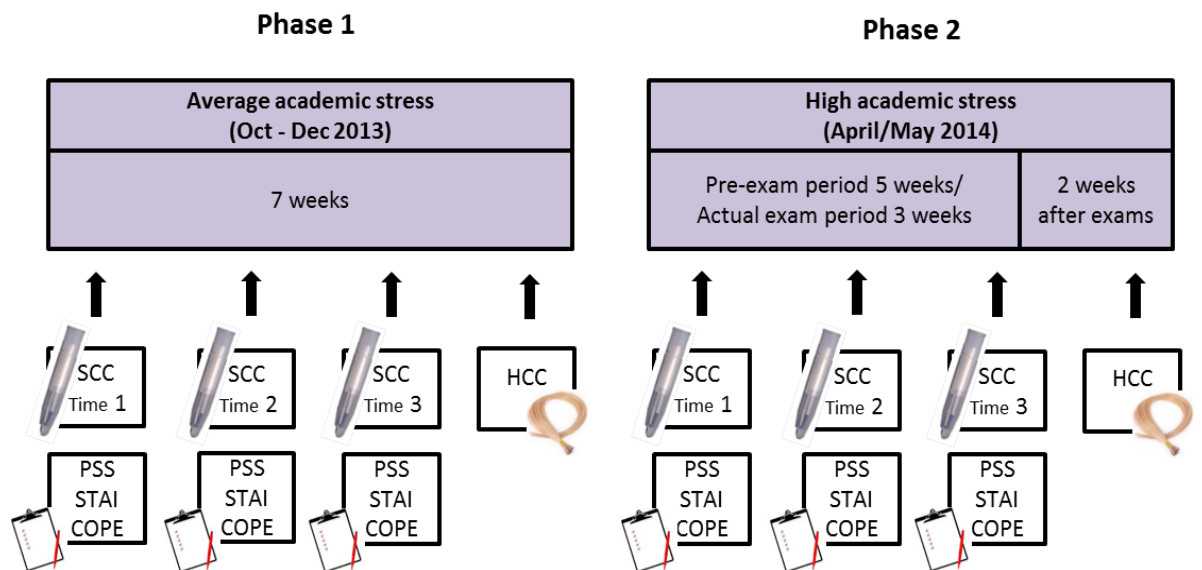 Phase 1
Average academic stress
(Oct - Dec 2013)
7 weeks
SCC
Time 1
SCC
Time 2
SCC
Time 3
HCC
PSS
STAI
COPE
PSS
STAI
COPE
PSS
STAI
COPE
Phase 2
High academic stress
(April/May 2014)
Pre-exam period 5 weeks/
Actual exam period 3 weeks
2 weeks
after exams
SCC
Time 1
SCC
Time 2
SCC
Time 3
HCC
PSS
STAI
COPE
PSS
STAI
COPE
PSS
STAI
COPE